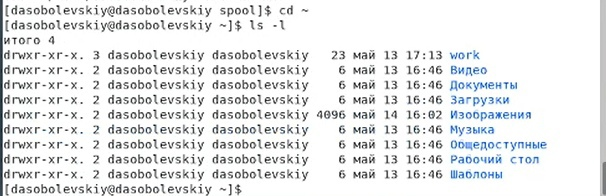 [dasobolevskiy@dasobolevskiy spool]$ cd ~
[dasobolevskiy@dasobolevskiy ~]$ ls -l
итого 4
drwxr-xr-x. 3 dasobolevskiy dasobolevskiy   23 май 13 17:13 work
drwxr-xr-x. 2 dasobolevskiy dasobolevskiy    6 май 13 16:46 Видео
drwxr-xr-x. 2 dasobolevskiy dasobolevskiy    6 май 13 16:46 Документы
drwxr-xr-x. 2 dasobolevskiy dasobolevskiy    6 май 13 16:46 Загрузки
drwxr-xr-x. 2 dasobolevskiy dasobolevskiy 4096 май 14 16:02 Изображения
drwxr-xr-x. 2 dasobolevskiy dasobolevskiy    6 май 13 16:46 Музыка
drwxr-xr-x. 2 dasobolevskiy dasobolevskiy    6 май 13 16:46 Общедоступные
drwxr-xr-x. 2 dasobolevskiy dasobolevskiy    6 май 13 16:46 Рабочий стол
drwxr-xr-x. 2 dasobolevskiy dasobolevskiy    6 май 13 16:46 Шаблоны
[dasobolevskiy@dasobolevskiy ~]$